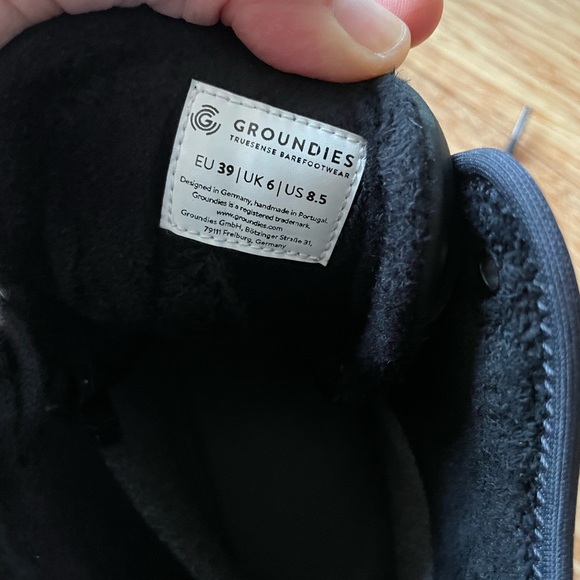 GROUNDIES
TRUESENSE BAREFOOTWEAR
EU 39 | UK 6 | US 8.5
Designed in Germany, handmade in Portugal.
Groundies is a registered trademark.
www.groundies.com
Groundies GmbH, Bötzinger Straße 31,
79111 Freiburg, Germany